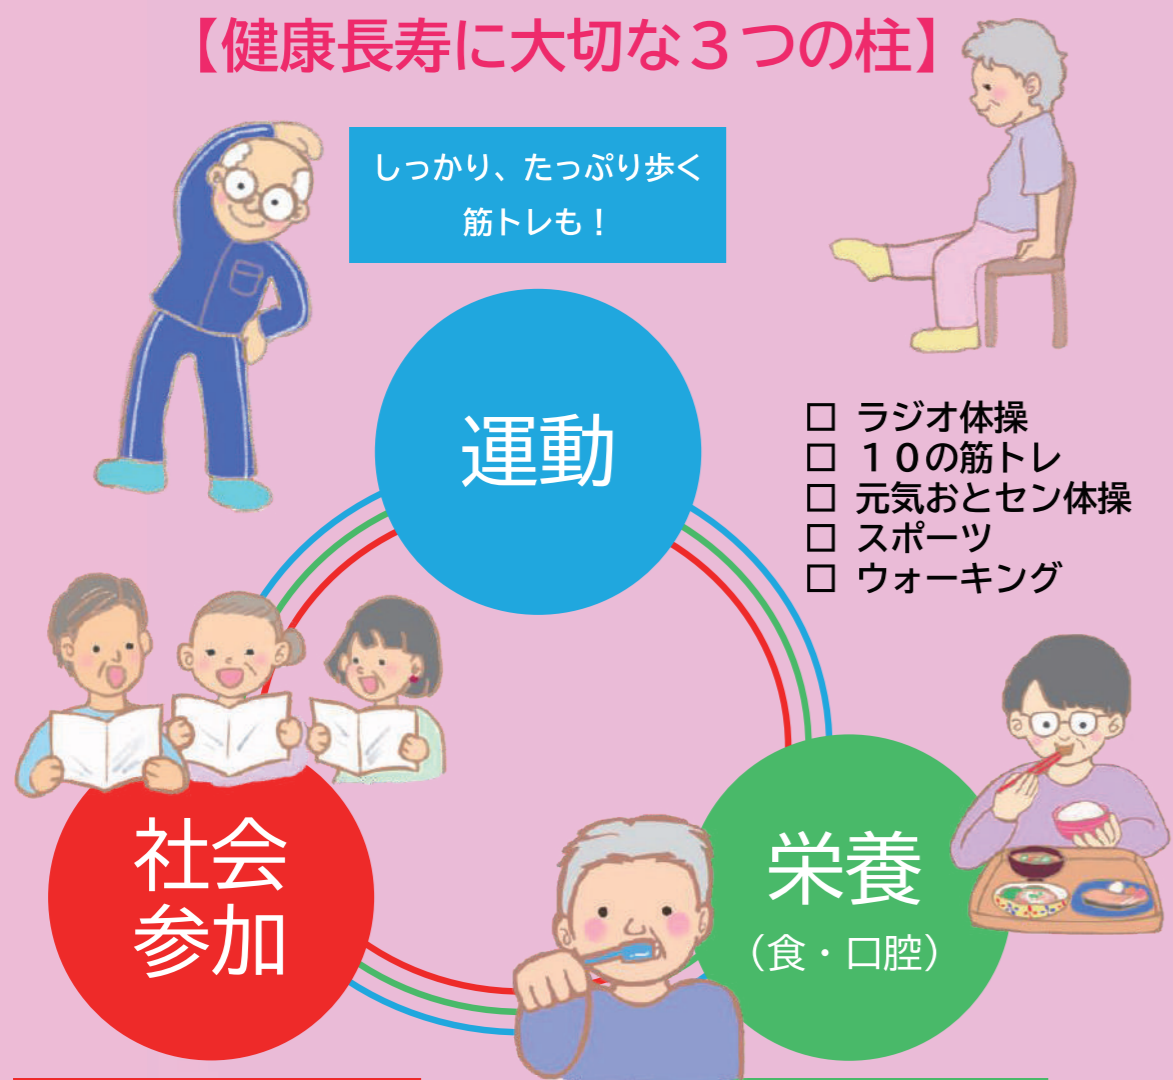 【健康長寿に大切な３つの柱】
しっかり、たっぷり歩く
筋トレも！
運動
□ ラジオ体操
□ １０の筋トレ
□ 元気おとセン体操
□ スポーツ
□ ウォーキング
社会
参加
栄養
（食・口腔）